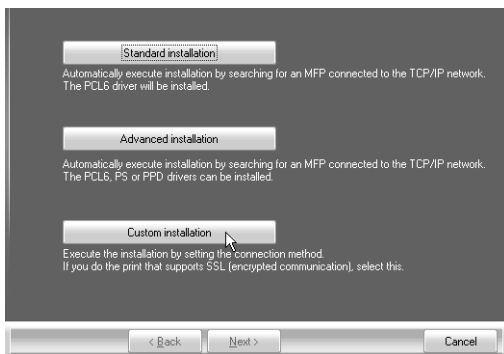 Standard installation
Automatically execute installation by searching for an MFP connected to the TCP/IP network.
The PCL6 driver will be installed.
Advanced installation
Automatically execute installation by searching for an MFP connected to the TCP/IP network.
The PCL6, PS or PPD drivers can be installed.
Custom installation
Execute the installation by setting the connection method.
If you do the print that supports SSL (encrypted communication), select this.
< Back Next > Cancel